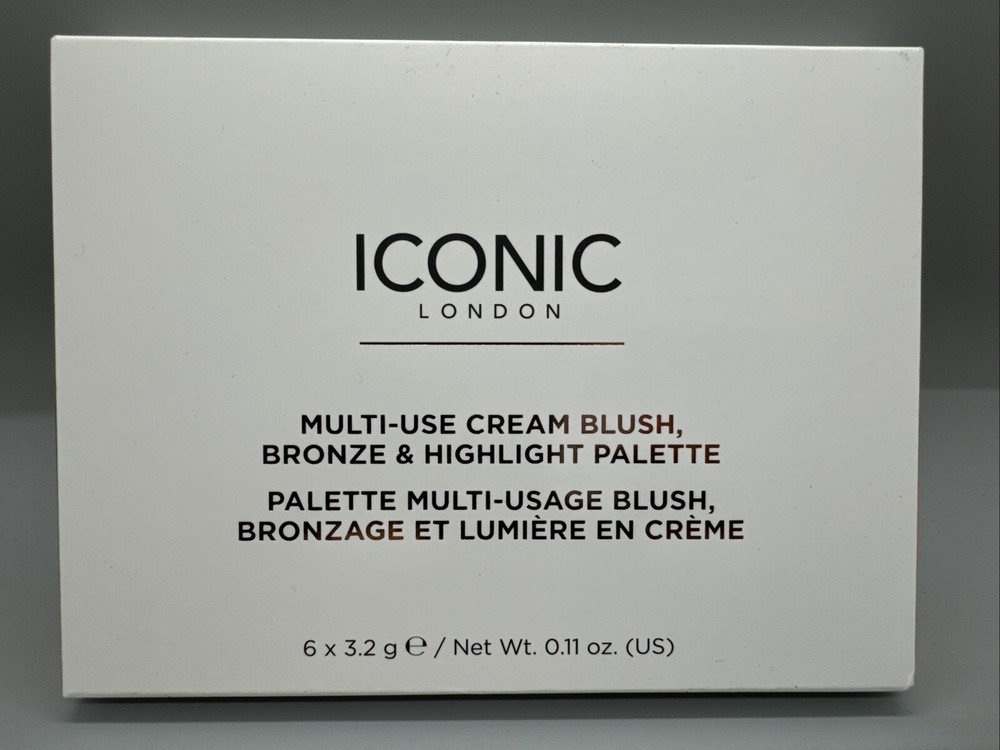 ICONIC
LONDON
MULTI-USE CREAM BLUSH,
BRONZE & HIGHLIGHT PALETTE
PALETTE MULTI-USAGE BLUSH,
BRONZAGE ET LUMIÈRE EN CRÈME
6 x 3.2 g ℮ / Net Wt. 0.11 oz. (US)